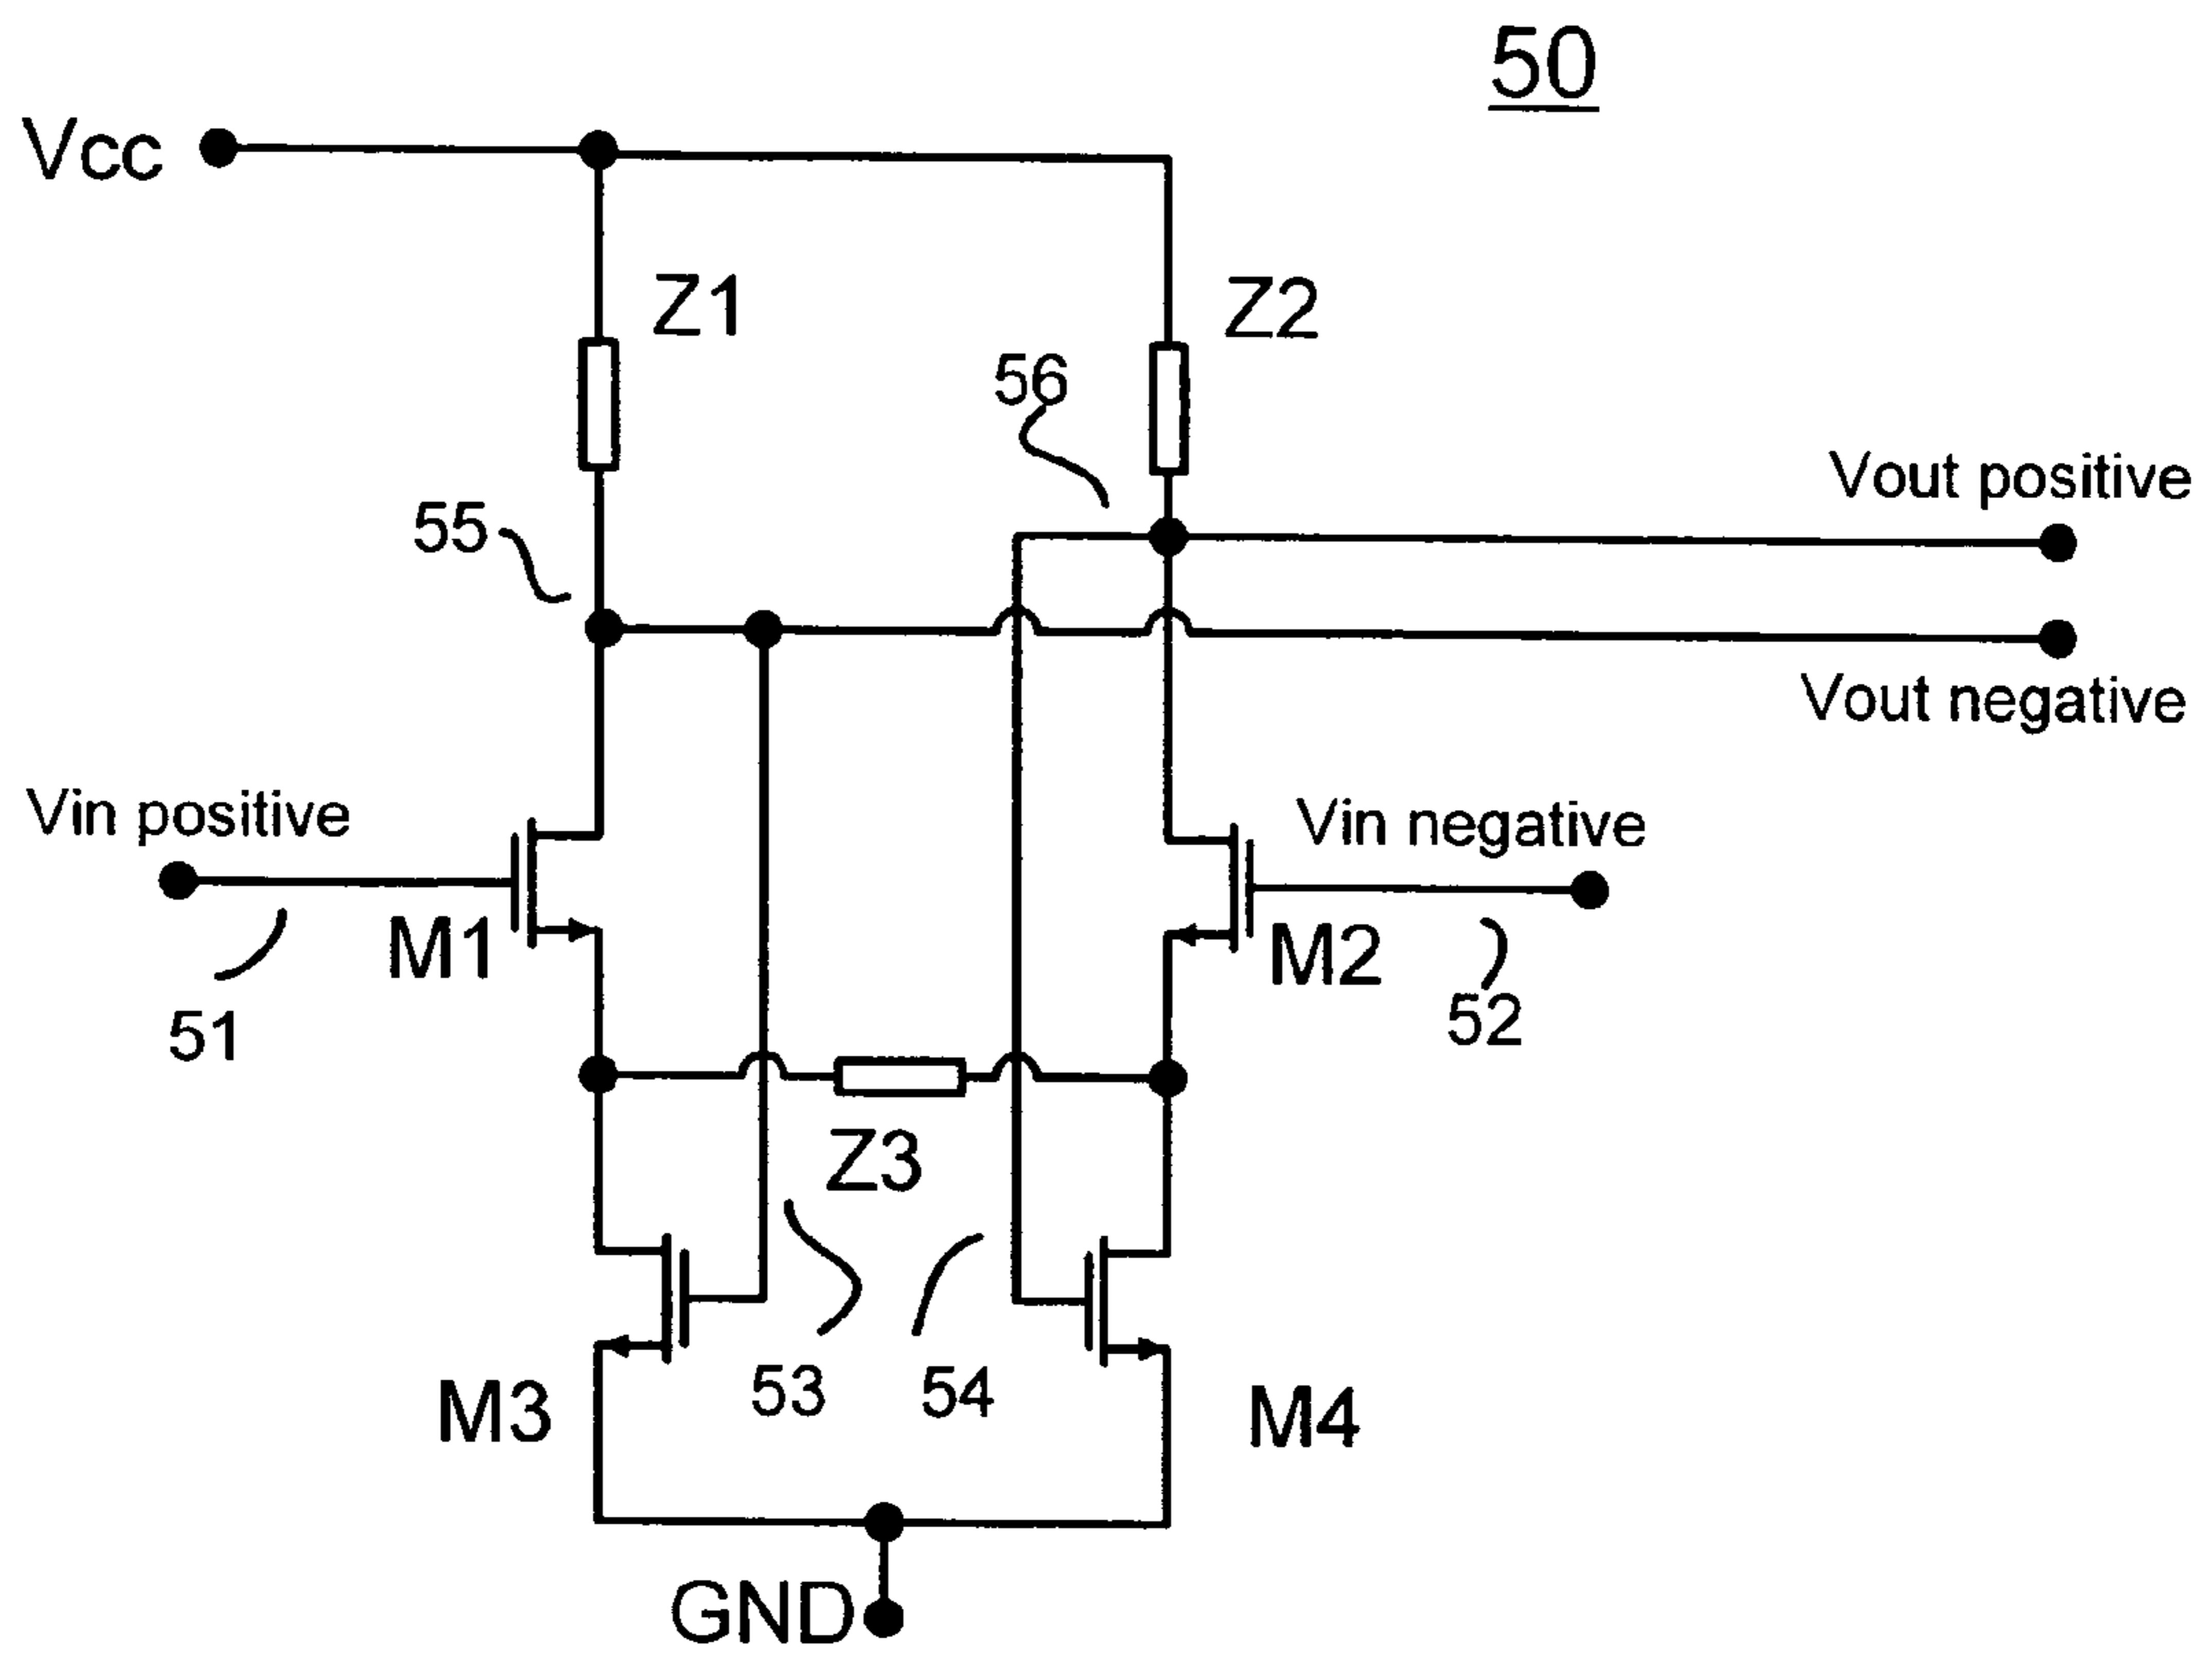 50
Vcc
Z1
Z2
56
Vout positive
55
Vout negative
Vin positive
Vin negative
M1
M2
51
52
Z3
53
54
M3
M4
GND